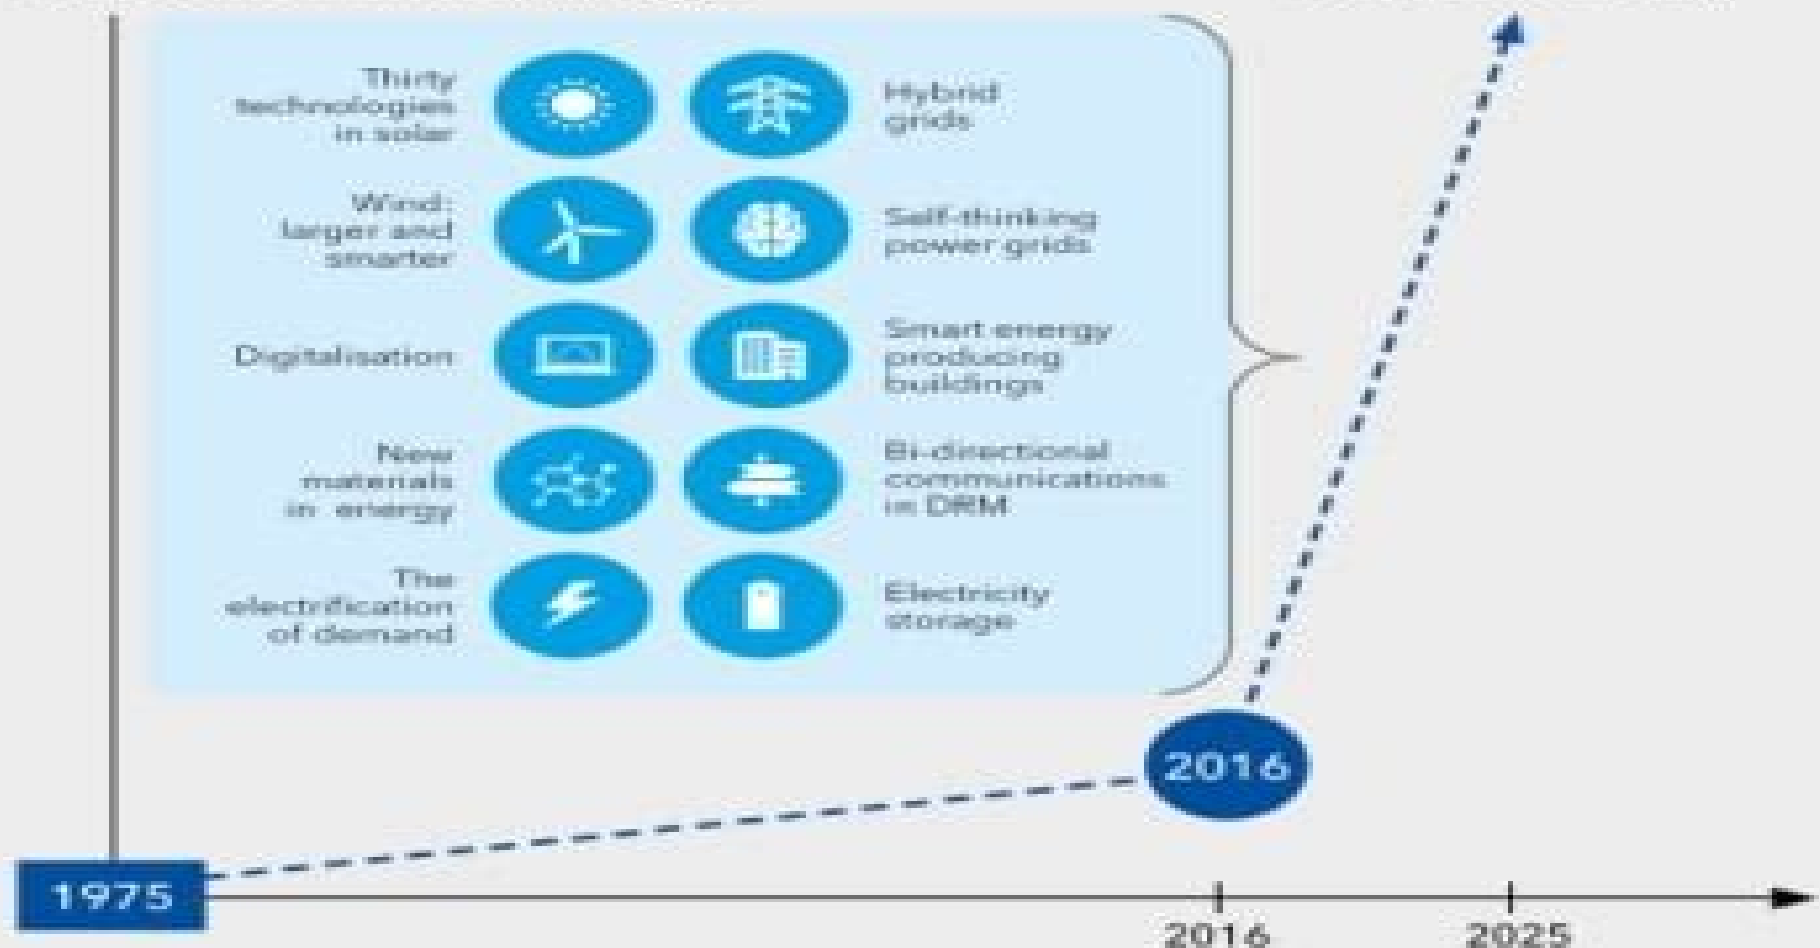 Thirty
technologies
in solar
Hybrid
grids
Wind:
larger and
smarter
Self-thinking
power grids
Digitalisation
Smart energy
producing
buildings
New
materials
in energy
Bi-directional
communications
in DRM
The
electrification
of demand
Electricity
storage
2016
1975
2016
2025